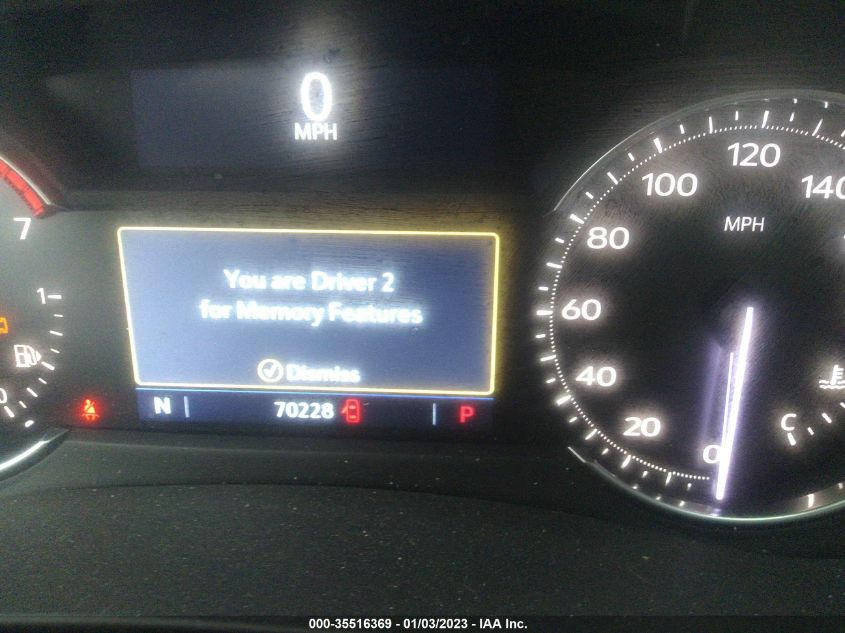 0
MPH
7
1
0
You are Driver 2
for Memory Features
Dismiss
N
70228
P
120
100
140
MPH
80
60
40
20
0
C
000-35516369 - 01/03/2023 - IAA Inc.